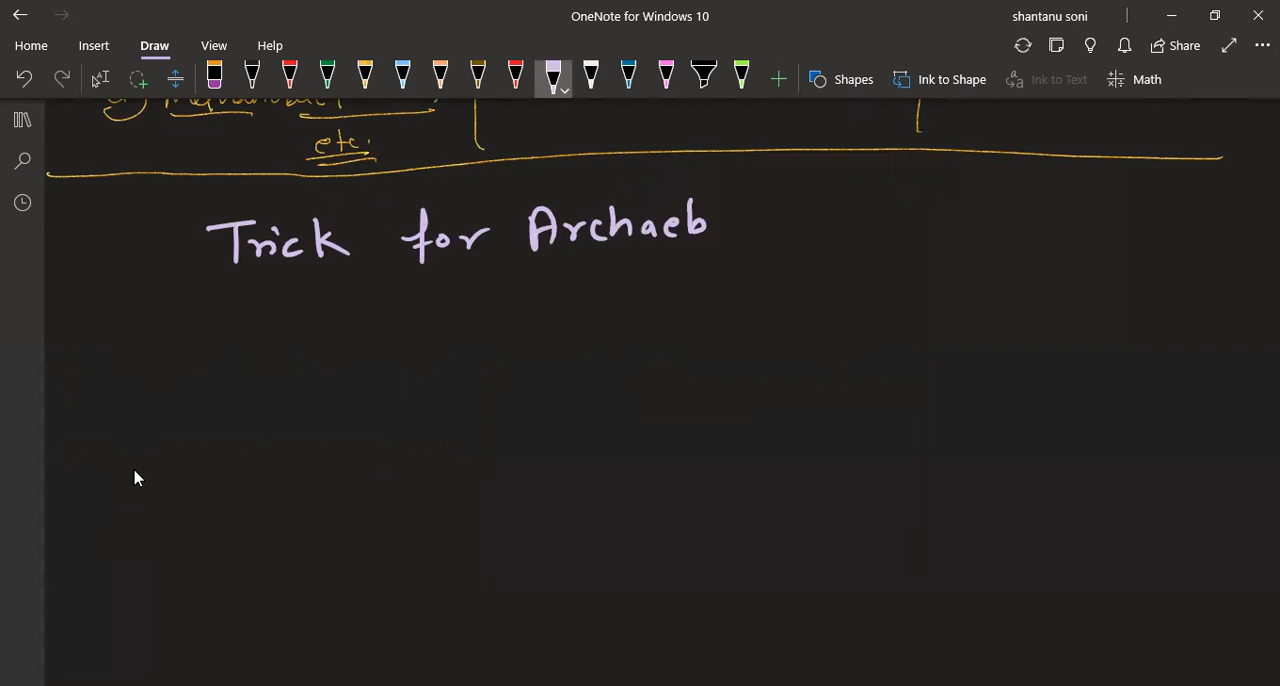 OneNote for Windows 10
shantanu soni
Home Insert Draw View Help
Share
Shapes Ink to Shape Ink to Text Math
etc.
Trick for Archaeb